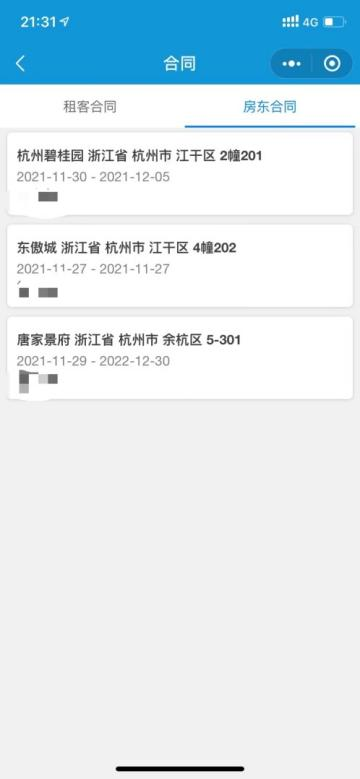 21:31
4G
合同
租客合同
房东合同
杭州碧桂园 浙江省 杭州市 江干区 2幢201
2021-11-30 - 2021-12-05
东傲城 浙江省 杭州市 江干区 4幢202
2021-11-27 - 2021-11-27
唐家景府 浙江省 杭州市 余杭区 5-301
2021-11-29 - 2022-12-30